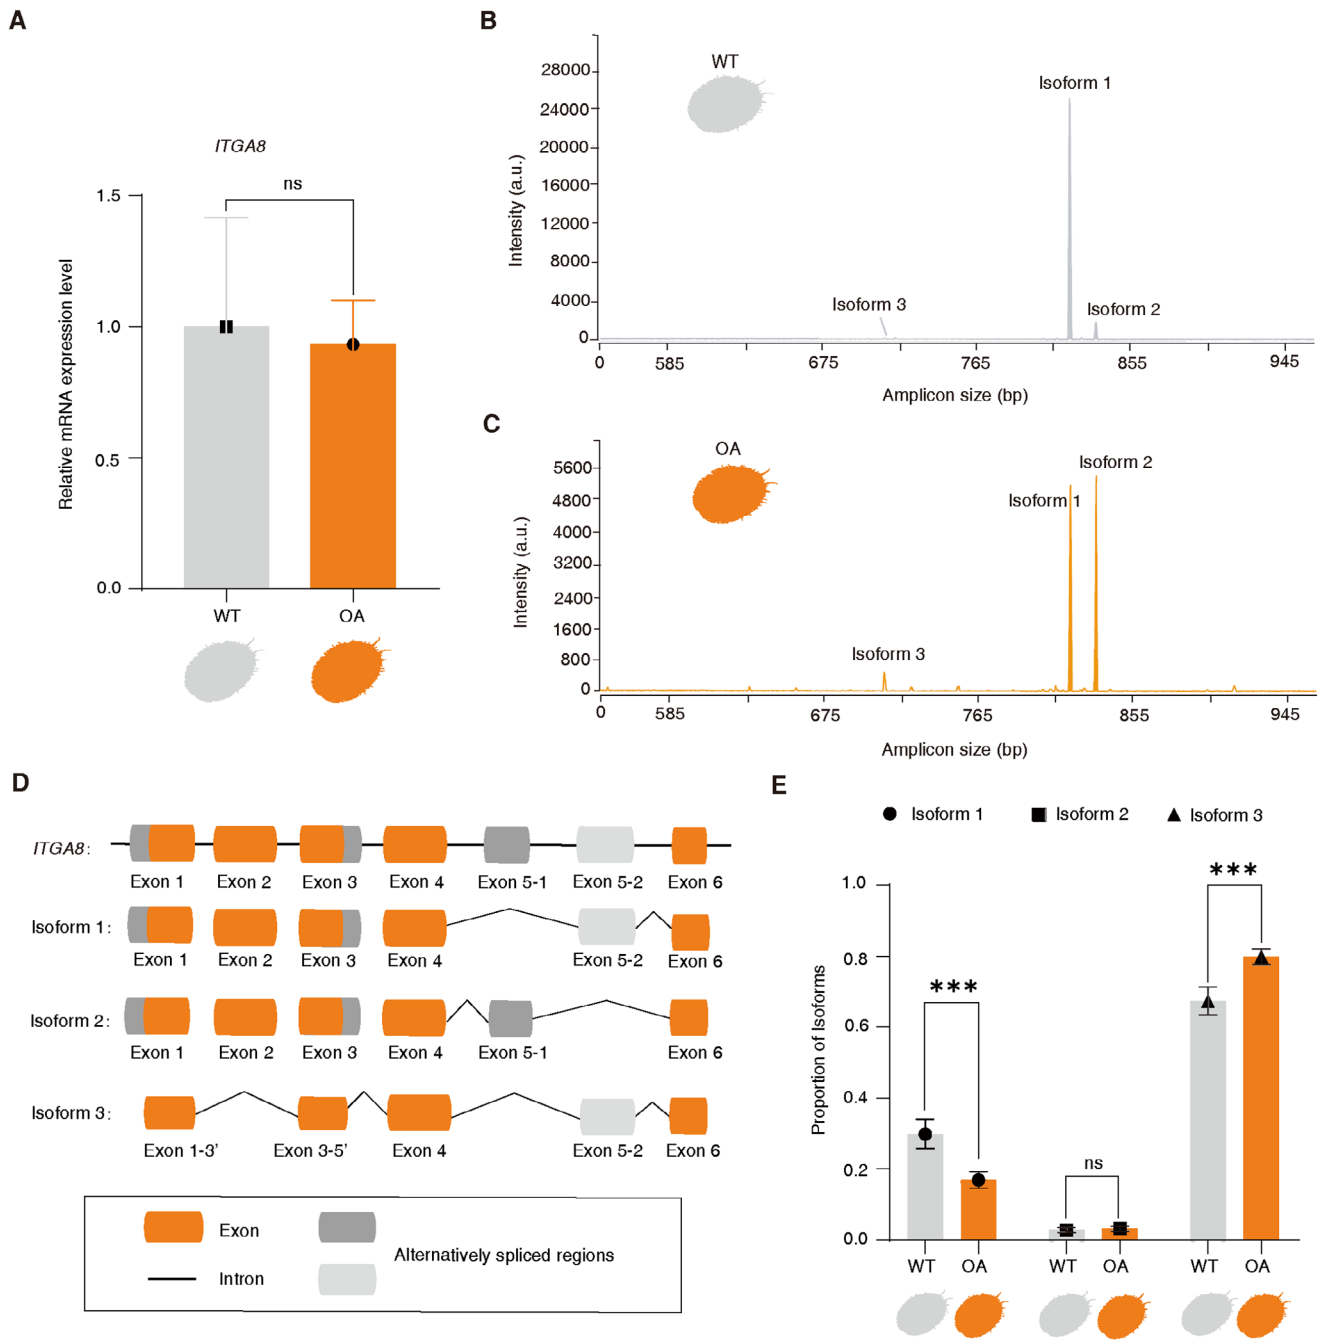 A
ITGA8
ns
1.5
1.0
0.5
0.0
Relative mRNA expression level
WT
OA
B
WT
Isoform 1
Isoform 2
Isoform 3
28000
24000
20000
16000
12000
8000
4000
0
Intensity (a.u.)
0 585 675 765 855 945
Amplicon size (bp)
C
OA
Isoform 2
Isoform 1
Isoform 3
5600
4800
4000
3200
2400
1600
800
0
Intensity (a.u.)
0 585 675 765 855 945
Amplicon size (bp)
D
ITGA8:
Exon 1 Exon 2 Exon 3 Exon 4 Exon 5-1 Exon 5-2 Exon 6
Isoform 1:
Exon 1 Exon 2 Exon 3 Exon 4 Exon 5-2 Exon 6
Isoform 2:
Exon 1 Exon 2 Exon 3 Exon 4 Exon 5-1 Exon 6
Isoform 3:
Exon 1-3’ Exon 3-5’ Exon 4 Exon 5-2 Exon 6
Exon
Intron
Alternatively spliced regions
E
Isoform 1 Isoform 2 Isoform 3
***
ns
***
1.0
0.8
0.6
0.4
0.2
0.0
Proportion of Isoforms
WT OA WT OA WT OA